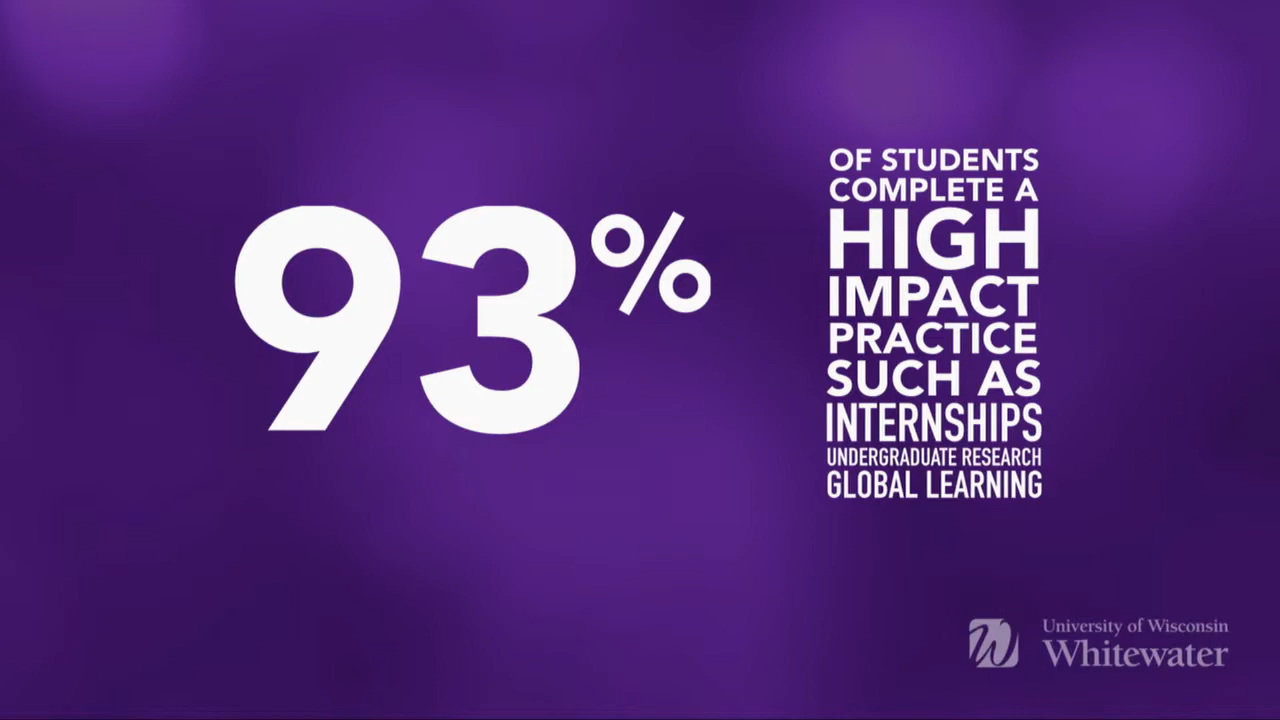 93%
OF STUDENTS
COMPLETE A
HIGH
IMPACT
PRACTICE
SUCH AS
INTERNSHIPS
UNDERGRADUATE RESEARCH
GLOBAL LEARNING
W
University of Wisconsin
Whitewater